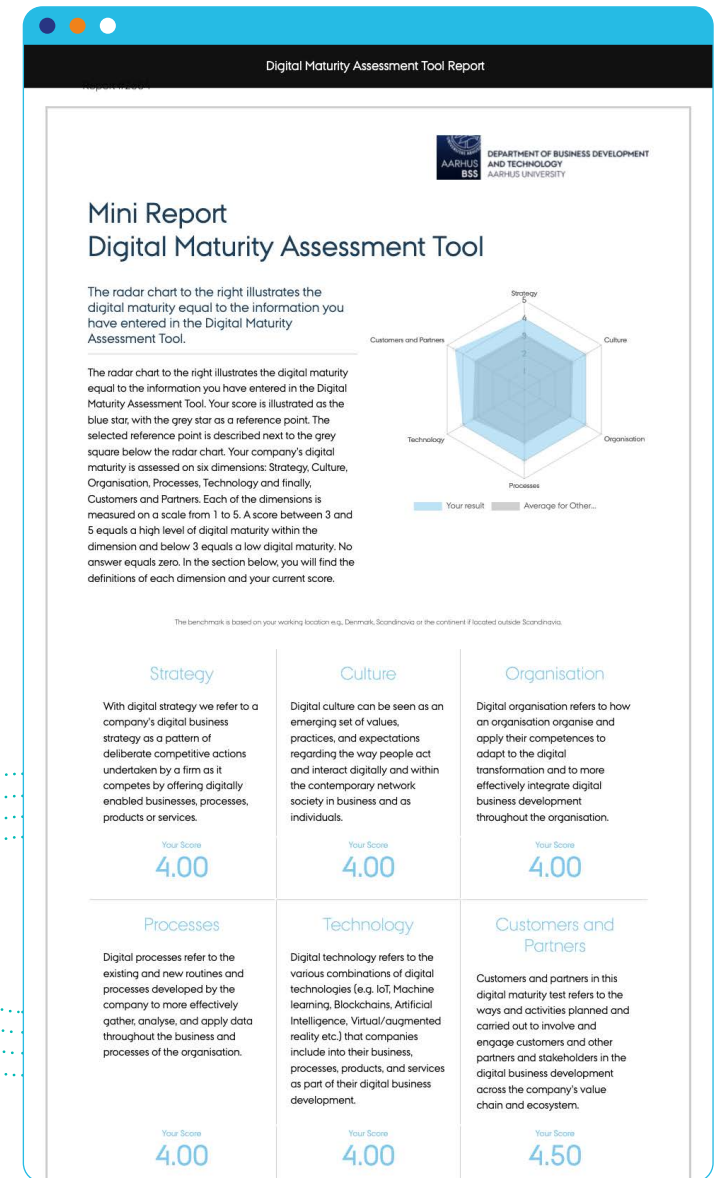 Digital Maturity Assessment Tool Report
AARHUS
BSS
DEPARTMENT OF BUSINESS DEVELOPMENT
AND TECHNOLOGY
AARHUS UNIVERSITY
Mini Report
Digital Maturity Assessment Tool
The radar chart to the right illustrates the
digital maturity equal to the information you
have entered in the Digital Maturity
Assessment Tool.
The radar chart to the right illustrates the digital maturity
equal to the information you have entered in the Digital
Maturity Assessment Tool. Your score is illustrated as the
blue star, with the grey star as a reference point. The
selected reference point is described next to the grey
square below the radar chart. Your company's digital
maturity is assessed on six dimensions: Strategy, Culture,
Organisation, Processes, Technology and finally,
Customers and Partners. Each of the dimensions is
measured on a scale from 1 to 5. A score between 3 and
5 equals a high level of digital maturity within the
dimension and below 3 equals a low digital maturity. No
answer equals zero. In the section below, you will find the
definitions of each dimension and your current score.
Strategy
5
4
3
2
1
Customers and Partners
Culture
Technology
Organisation
Processes
Your result
Average for Other...
The benchmark is based on your working location e.g., Denmark, Scandinavia or the continent if located outside Scandinavia.
Strategy
With digital strategy we refer to a
company's digital business
strategy as a pattern of
deliberate competitive actions
undertaken by a firm as it
competes by offering digitally
enabled businesses, processes,
products or services.
Your Score
4.00
Culture
Digital culture can be seen as an
emerging set of values,
practices, and expectations
regarding the way people act
and interact digitally and within
the contemporary network
society in business and as
individuals.
Your Score
4.00
Organisation
Digital organisation refers to how
an organisation organise and
apply their competences to
adapt to the digital
transformation and to more
effectively integrate digital
business development
throughout the organisation.
Your Score
4.00
Processes
Digital processes refer to the
existing and new routines and
processes developed by the
company to more effectively
gather, analyse, and apply data
throughout the business and
processes of the organisation.
Your Score
4.00
Technology
Digital technology refers to the
various combinations of digital
technologies (e.g. IoT, Machine
learning, Blockchains, Artificial
Intelligence, Virtual/augmented
reality etc.) that companies
include into their business,
processes, products, and services
as part of their digital business
development.
Your Score
4.00
Customers and
Partners
Customers and partners in this
digital maturity test refers to the
ways and activities planned and
carried out to involve and
engage customers and other
partners and stakeholders in the
digital business development
across the company's value
chain and ecosystem.
Your Score
4.50